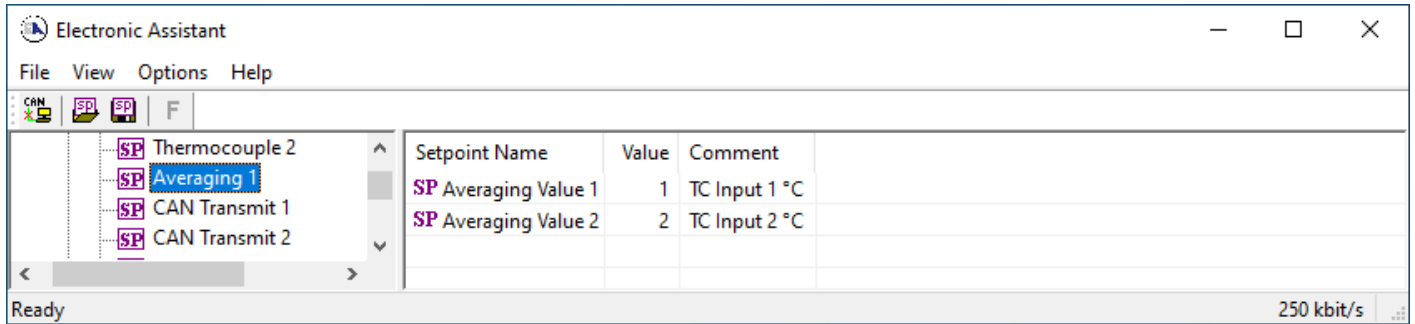 Electronic Assistant
File View Options Help
CAN SP SP F
SP Thermocouple 2
SP Averaging 1
SP CAN Transmit 1
SP CAN Transmit 2
Setpoint Name Value Comment
SP Averaging Value 1 1 TC Input 1 °C
SP Averaging Value 2 2 TC Input 2 °C
Ready 250 kbit/s